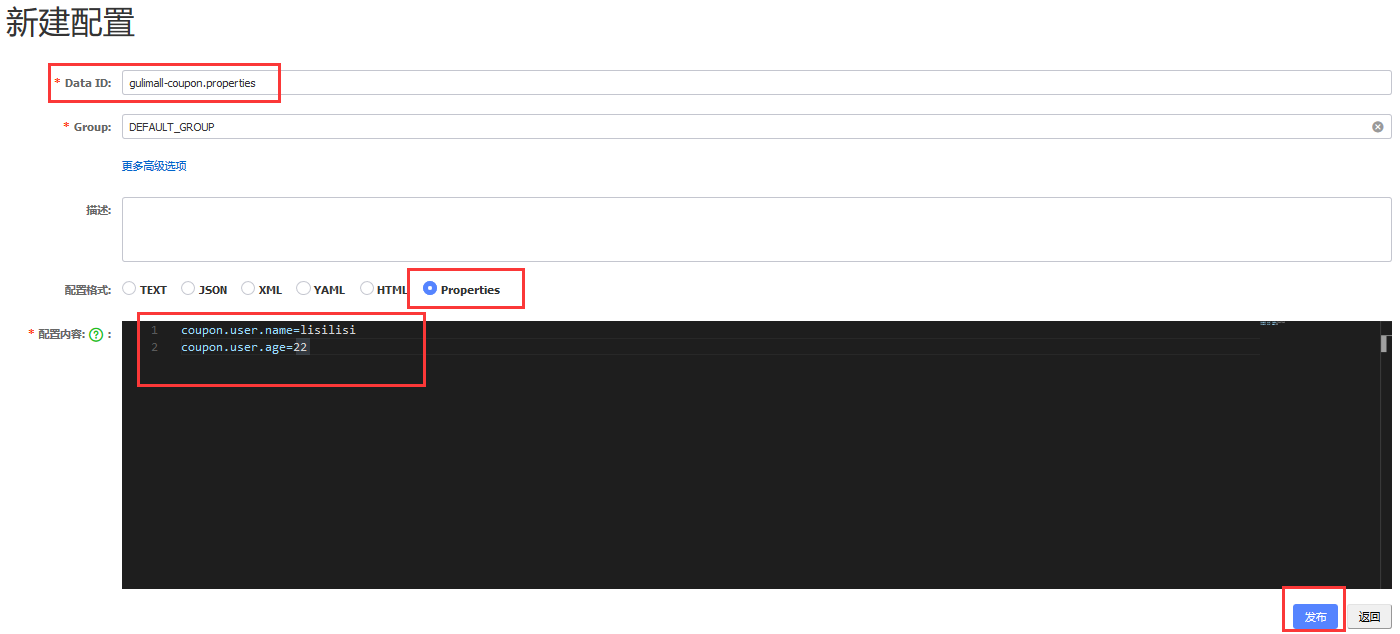 新建配置
* Data ID: gulimall-coupon.properties
* Group: DEFAULT_GROUP
更多高级选项
描述:
配置格式: TEXT JSON XML YAML HTML Properties
* 配置内容: ? :
1 coupon.user.name=lisilisi
2 coupon.user.age=22
发布 返回